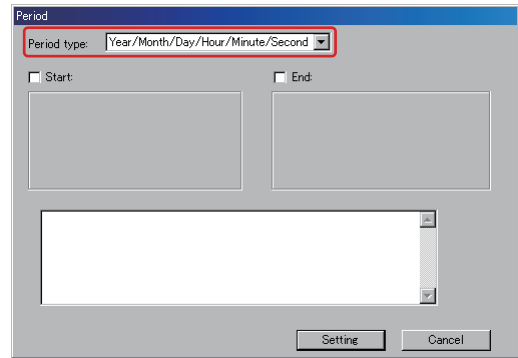 Period
Period type: Year/Month/Day/Hour/Minute/Second
Start: End:
Setting Cancel